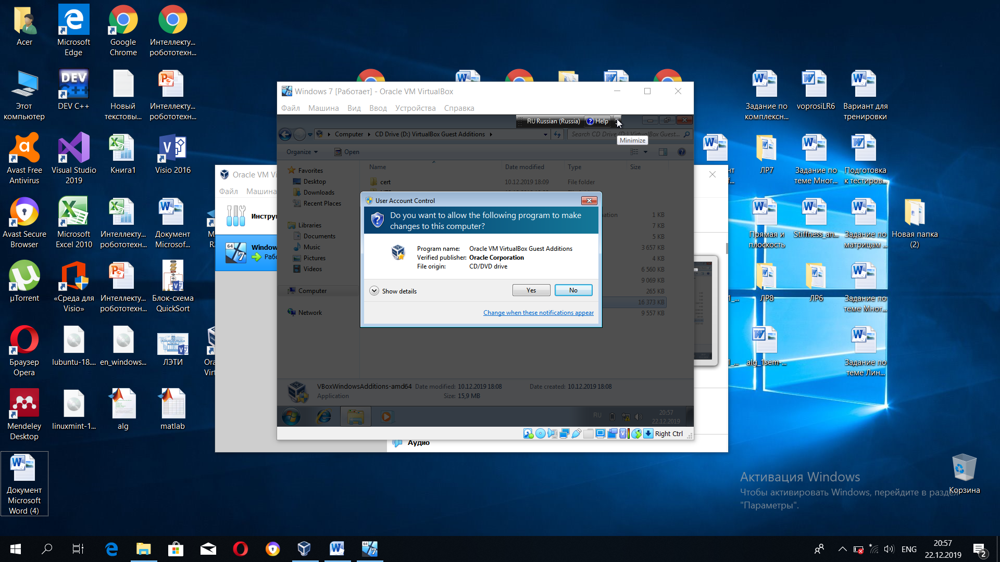 Acer
Microsoft
Edge
Google
Chrome
Интеллекту...
робототехн...
Этот
компьютер
DEV
C++
DEV C++
Новый
текстовы...
Интеллекту...
робототехн...
Avast Free
Antivirus
Visual Studio
2019
Книга1
Visio 2016
Avast Secure
Browser
Microsoft
Excel 2010
Интеллекту...
робототехн...
Документ
Microsof...
µTorrent
«Среда для
Visio»
Интеллекту...
робототехн...
Блок-схема
QuickSort
Браузер
Opera
lubuntu-18....
en_windows...
ЛЭТИ
Mendeley
Desktop
linuxmint-1...
alg
matlab
Документ
Microsoft
Word (4)
Oracle VM Vi
Файл
Машина
Инстру
Window
Рабо
Аудио
Windows 7 [Работает] - Oracle VM VirtualBox
Файл
Машина
Вид
Ввод
Устройства
Справка
RU Russian (Russia)
Help
Minimize
Computer
CD Drive (D:) VirtualBox Guest Additions
Search CD Drive (D:) VirtualBox Guest...
Organize
Open
Favorites
Desktop
Downloads
Recent Places
Libraries
Documents
Music
Pictures
Videos
Computer
Network
Name
Date modified
Type
Size
cert
10.12.2019 18:09
File folder
1 KB
7 KB
5 KB
3 657 KB
4 KB
6 560 KB
9 069 KB
265 KB
16 373 KB
9 557 KB
User Account Control
Do you want to allow the following program to make
changes to this computer?
Program name: Oracle VM VirtualBox Guest Additions
Verified publisher: Oracle Corporation
File origin: CD/DVD drive
Show details
Yes
No
Change when these notifications appear
VBoxWindowsAdditions-amd64 Date modified: 10.12.2019 18:08 Date created: 10.12.2019 18:08
Application Size: 15,9 MB
RU
20:57
22.12.2019
Right Ctrl
Задание по
комплексн...
voprosiLR6
Вариант для
тренировки
ЛР7
Задание по
теме Мног...
Подготовка
к тестиров...
Прямая и
плоскость
Stiffness_an...
Задание по
матрицам ...
Новая папка
(2)
ЛР8
ЛР6
Задание по
теме Мног...
alg_1sem-...
Задание по
теме Лин...
Корзина
Активация Windows
Чтобы активировать Windows, перейдите в раздел
"Параметры".
ENG
20:57
22.12.2019
2